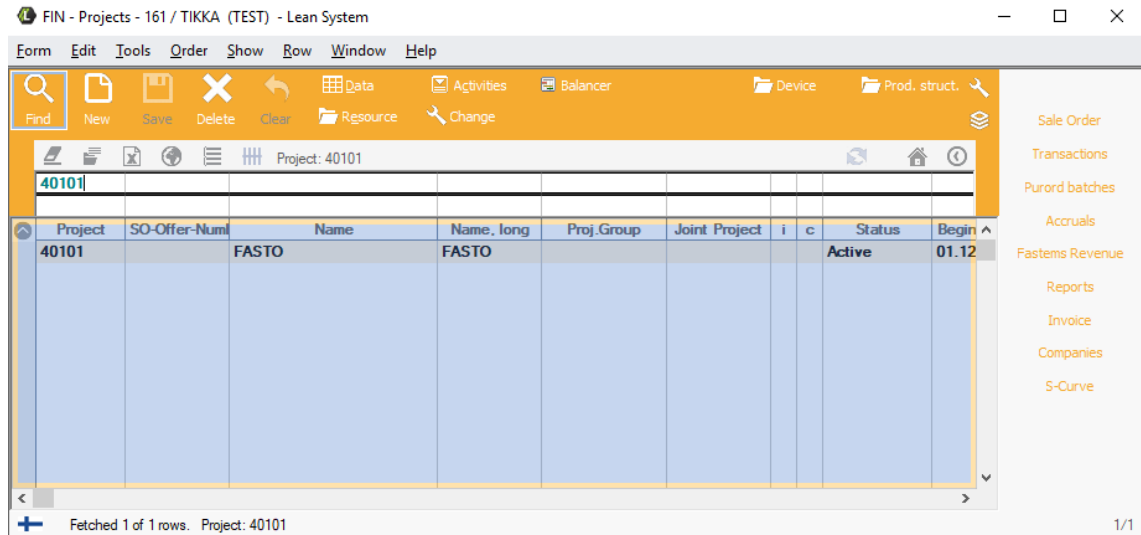 FIN - Projects - 161 / TIKKA (TEST) - Lean System
Form Edit Tools Order Show Row Window Help
Find New Save Delete Clear Data Activities Balancer Device Prod. struct.
Resource Change
Project: 40101
40101
Project SO-Offer-Numl Name Name, long Proj.Group Joint Project i c Status Begin
40101 FASTO FASTO Active 01.12
Sale Order
Transactions
Purord batches
Accruals
Fastems Revenue
Reports
Invoice
Companies
S-Curve
Fetched 1 of 1 rows. Project: 40101 1/1